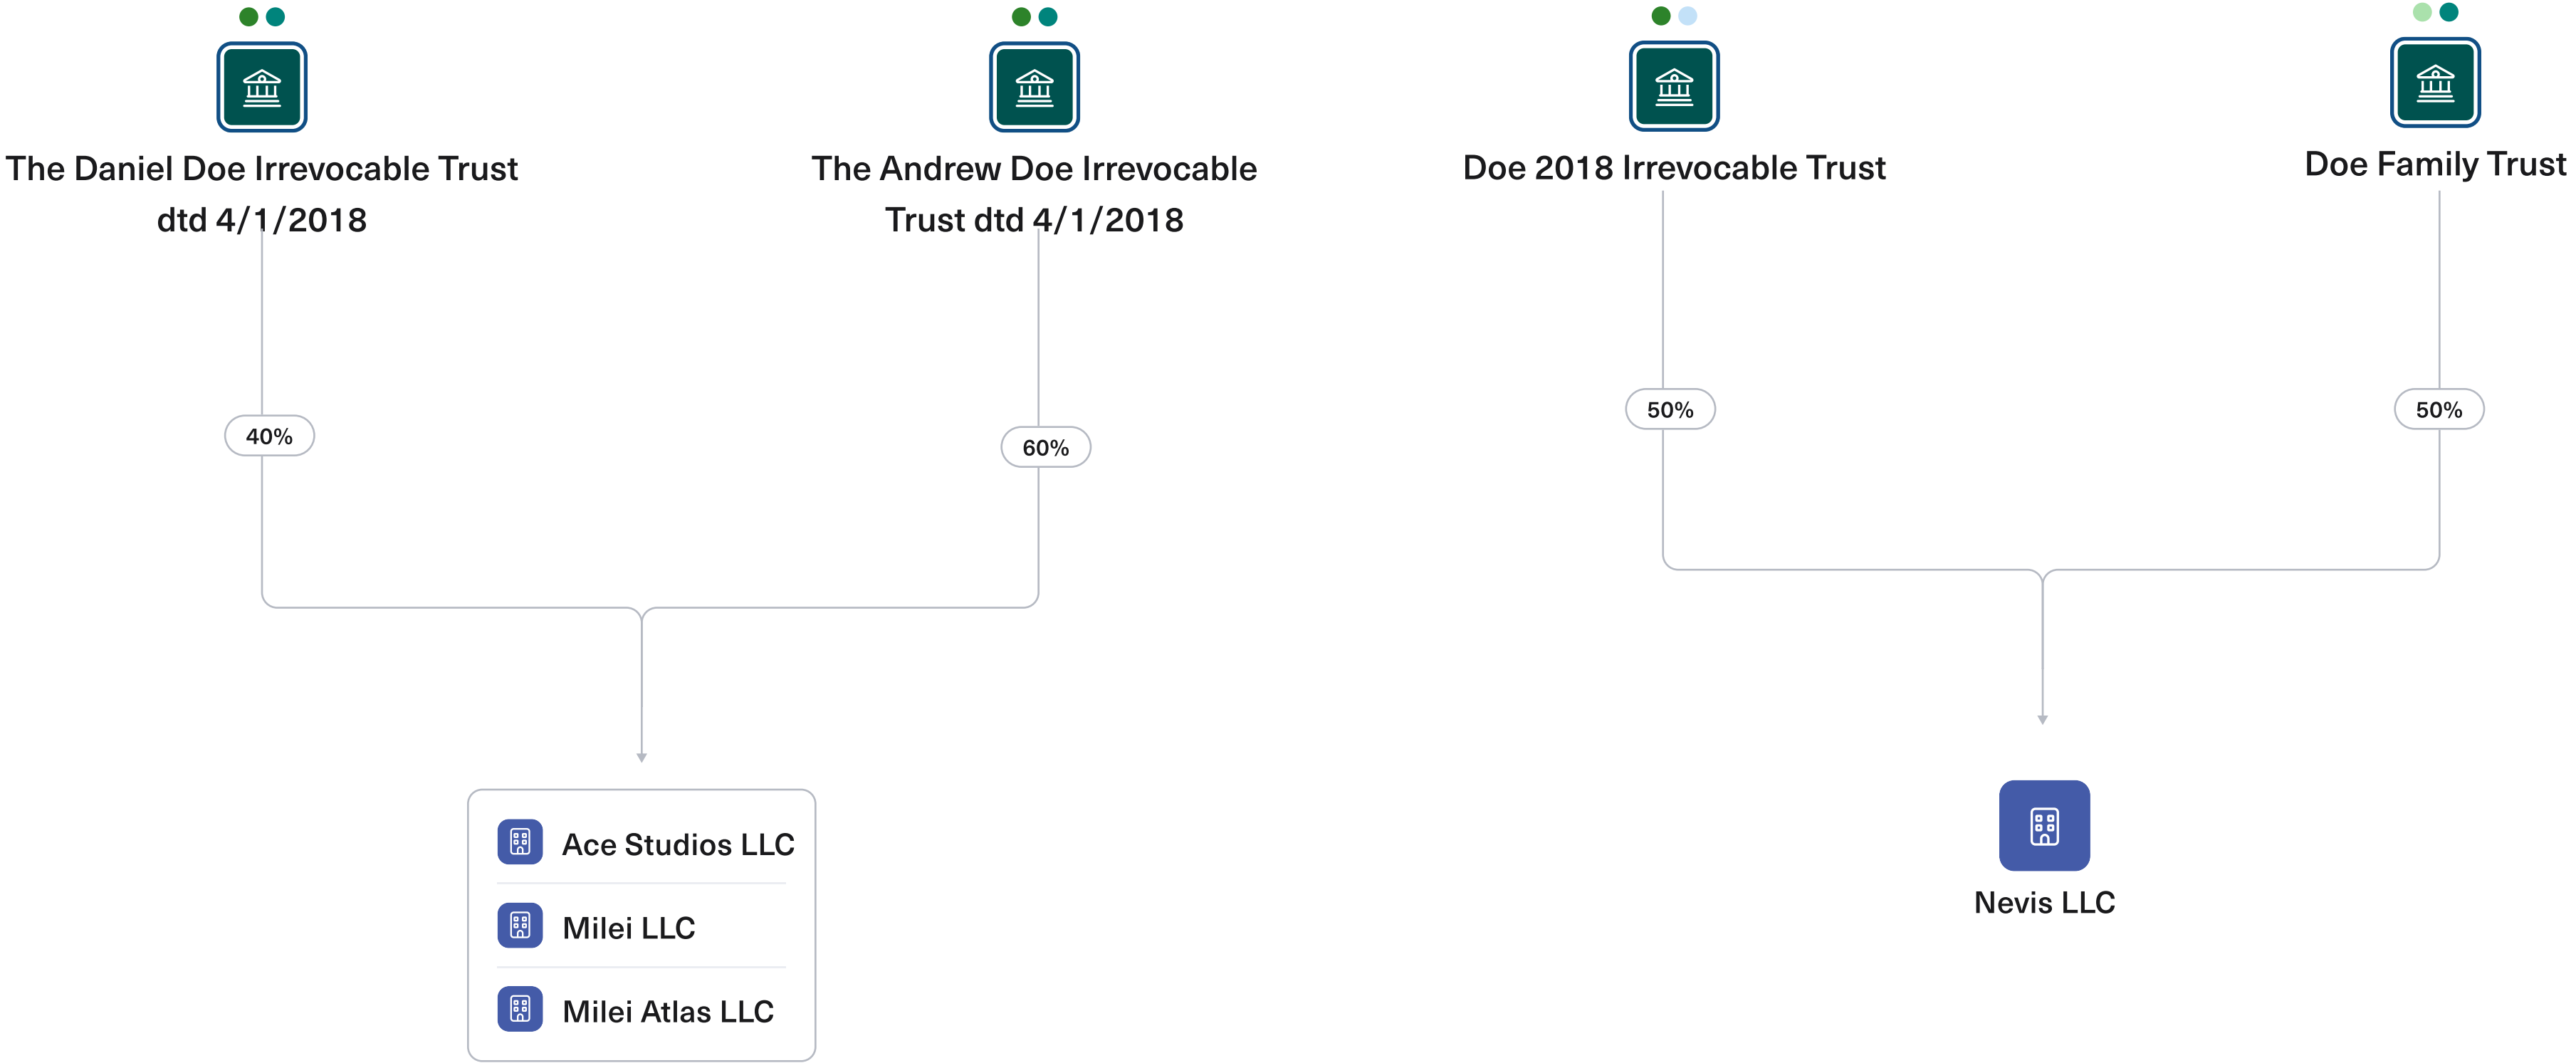 The Daniel Doe Irrevocable Trust
dtd 4/1/2018
The Andrew Doe Irrevocable
Trust dtd 4/1/2018
Doe 2018 Irrevocable Trust
Doe Family Trust
40%
60%
50%
50%
Ace Studios LLC
Milei LLC
Milei Atlas LLC
Nevis LLC